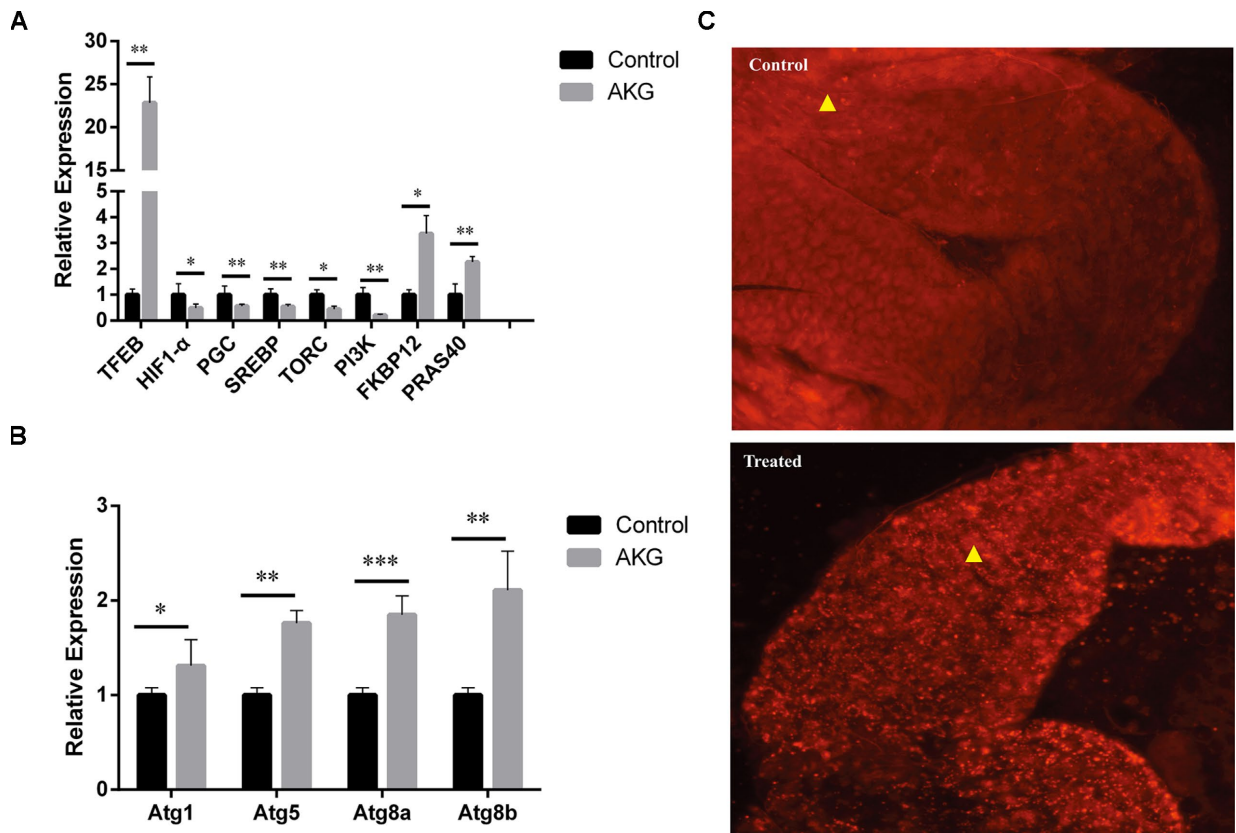 A
Relative Expression
30
25
20
15
5
4
3
2
1
0
**
*
**
**
*
**
*
**
Control
AKG
TFEB
HIF1-α
PGC
SREBP
TORC
PI3K
FKBP12
PRAS40
B
Relative Expression
3
2
1
0
*
**
***
**
Control
AKG
Atg1
Atg5
Atg8a
Atg8b
C
Control
Treated